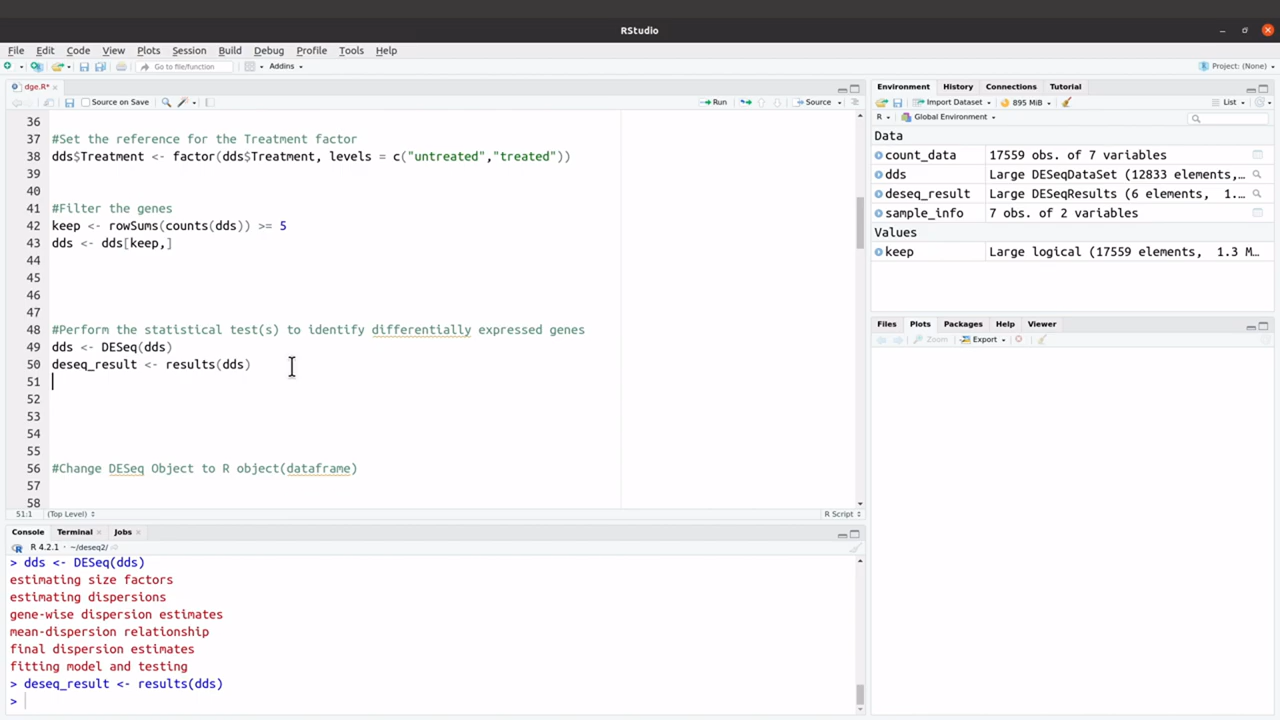 RStudio
File Edit Code View Plots Session Build Debug Profile Tools Help
Go to file/function Addins Project: (None)
dge.R*
Source on Save Run Source
36
37 #Set the reference for the Treatment factor
38 dds$Treatment <- factor(dds$Treatment, levels = c("untreated","treated"))
39
40
41 #Filter the genes
42 keep <- rowSums(counts(dds)) >= 5
43 dds <- dds[keep,]
44
45
46
47
48 #Perform the statistical test(s) to identify differentially expressed genes
49 dds <- DESeq(dds)
50 deseq_result <- results(dds)
51
52
53
54
55
56 #Change DESeq Object to R object(dataframe)
57
58
51:1 (Top Level) R Script
Console Terminal Jobs
R 4.2.1 · ~/deseq2/
> dds <- DESeq(dds)
estimating size factors
estimating dispersions
gene-wise dispersion estimates
mean-dispersion relationship
final dispersion estimates
fitting model and testing
> deseq_result <- results(dds)
>
Environment History Connections Tutorial
Import Dataset 895 MiB List
R Global Environment
Data
count_data 17559 obs. of 7 variables
dds Large DESeqDataSet (12833 elements,…
deseq_result Large DESeqResults (6 elements, 1.…
sample_info 7 obs. of 2 variables
Values
keep Large logical (17559 elements, 1.3 M…
Files Plots Packages Help Viewer
Zoom Export